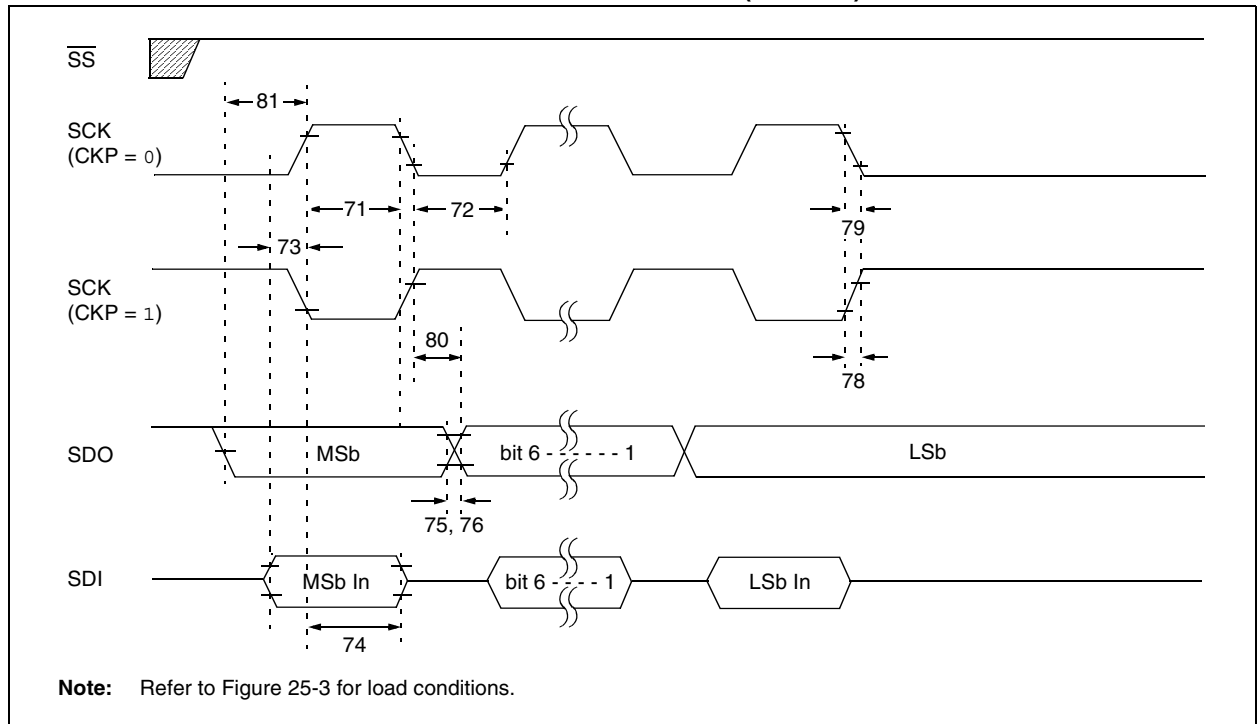 SS
81
SCK
(CKP = 0)
71
72
79
73
SCK
(CKP = 1)
80
78
SDO
MSb
bit 6 - - - - - - 1
LSb
75, 76
SDI
MSb In
bit 6 - - - - - 1
LSb In
74
Note: Refer to Figure 25-3 for load conditions.